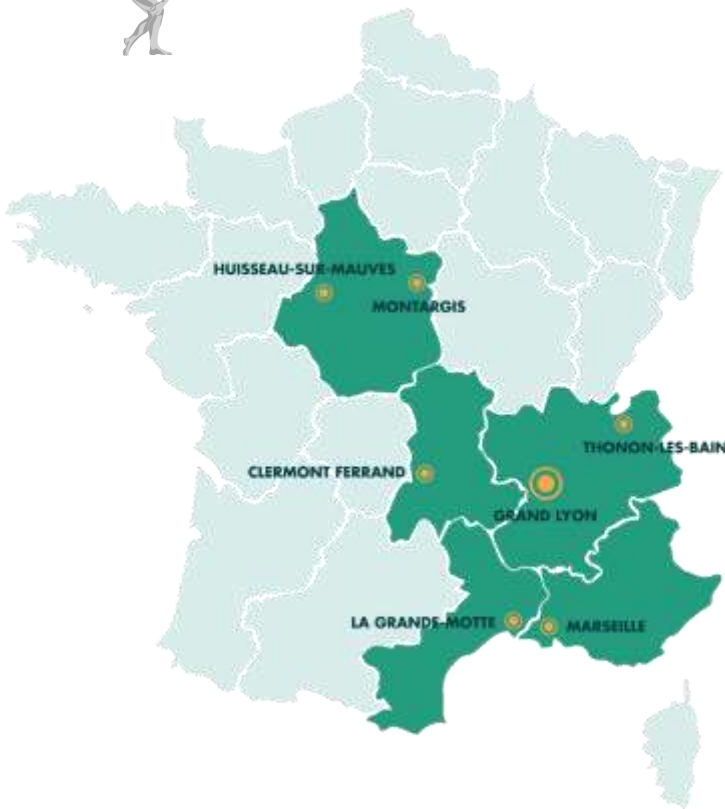 HUISSEAU-SUR-MAUVES
MONTARGIS
THONON-LES-BAIN
CLERMONT FERRAND
GRAND LYON
LA GRANDE-MOTTE
MARSEILLE